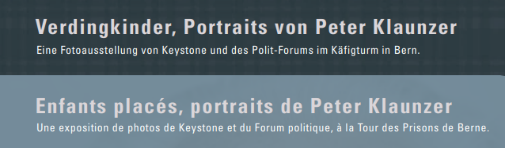 Verdingkinder, Portraits von Peter Klaunzer
Eine Fotoausstellung von Keystone und des Polit-Forums im Käfigturm in Bern.
Enfants placés, portraits de Peter Klaunzer
Une exposition de photos de Keystone et du Forum politique, à la Tour des Prisons de Berne.